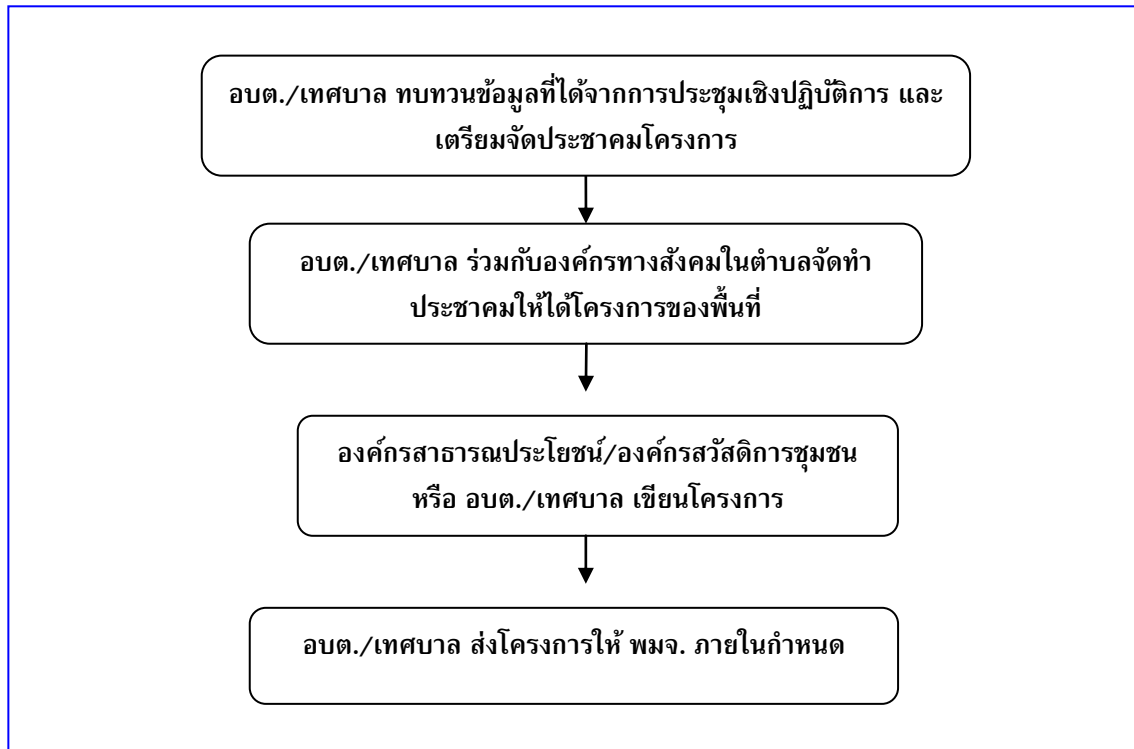 อบต./เทศบาล ทบทวนข้อมูลที่ได้จากการประชุมเชิงปฏิบัติการ และ
เตรียมจัดประชาคมโครงการ
อบต./เทศบาล ร่วมกับองค์กรทางสังคมในตำบลจัดทำ
ประชาคมให้ได้โครงการของพื้นที่
องค์กรสาธารณประโยชน์/องค์กรสวัสดิการชุมชน
หรือ อบต./เทศบาล เขียนโครงการ
อบต./เทศบาล ส่งโครงการให้ พมจ. ภายในกำหนด